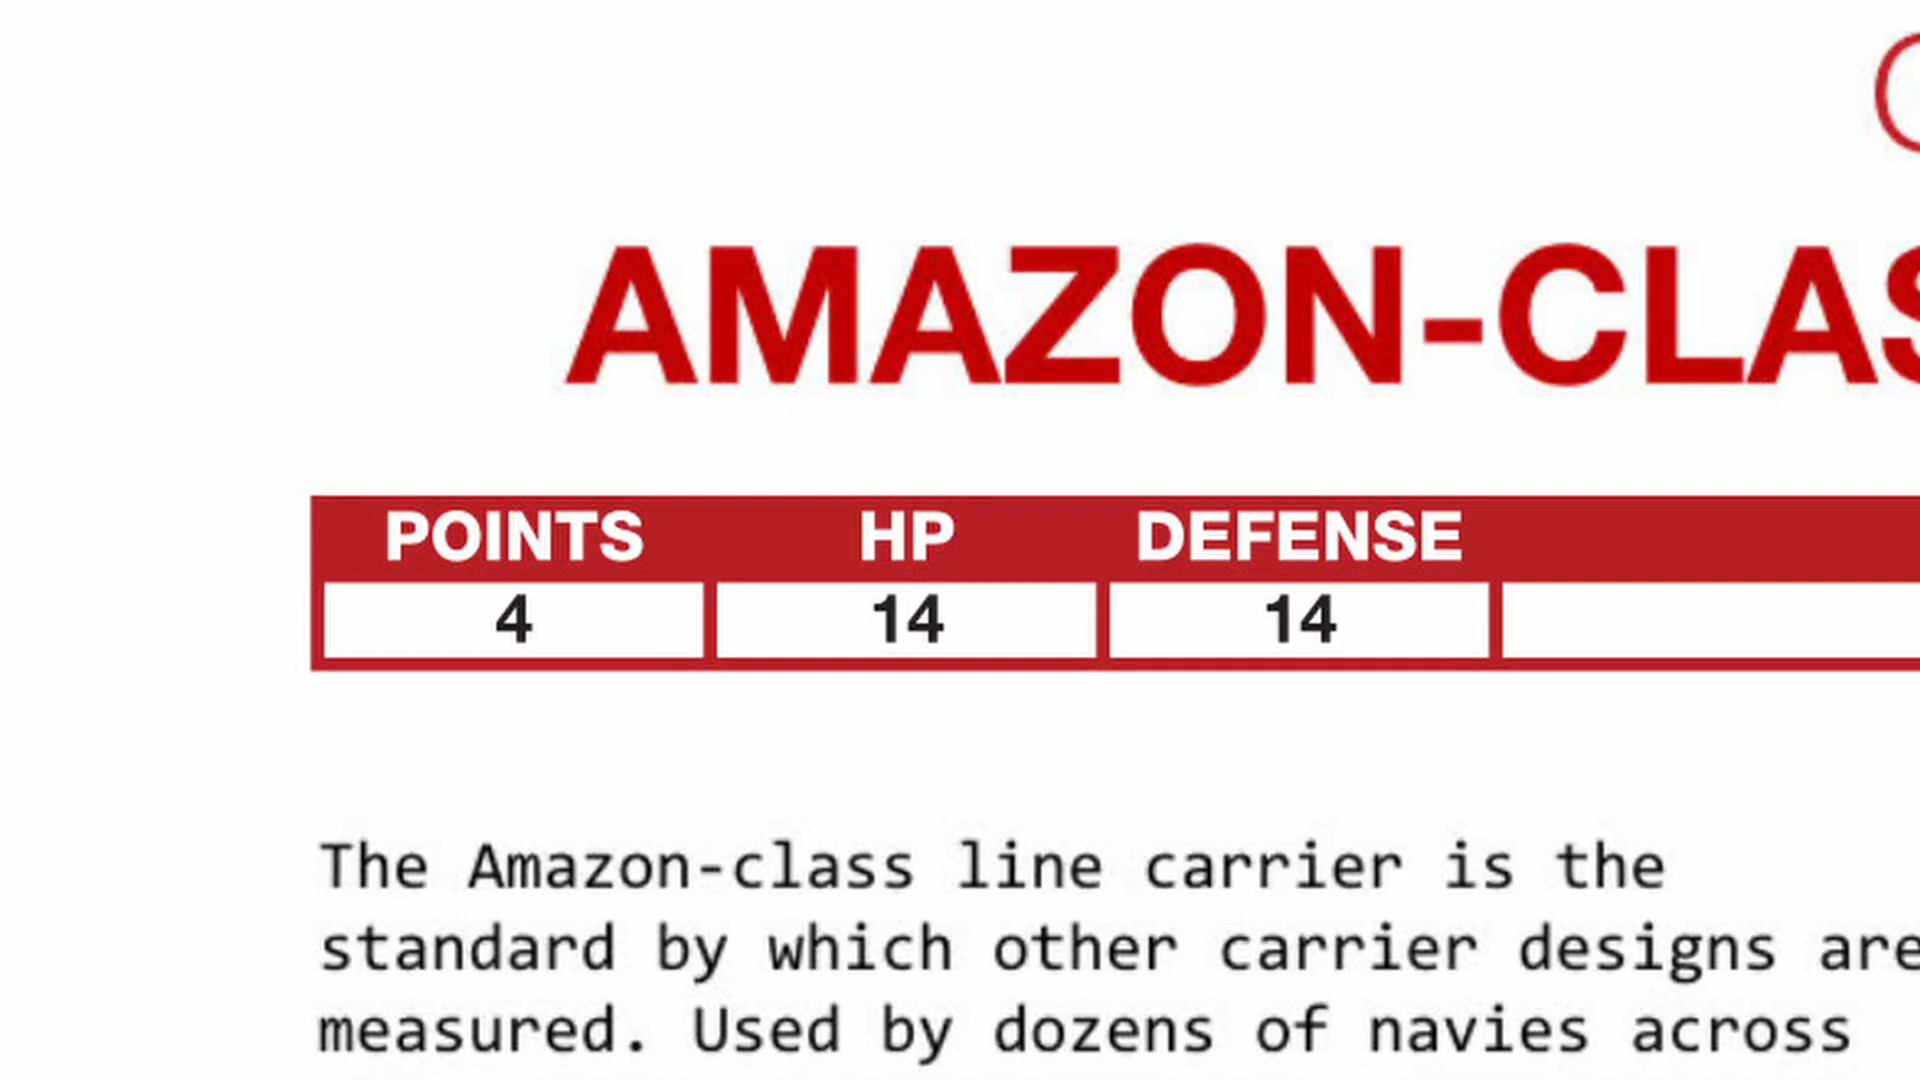 AMAZON-CLAS
POINTS HP DEFENSE
4 14 14
The Amazon-class line carrier is the
standard by which other carrier designs are
measured. Used by dozens of navies across